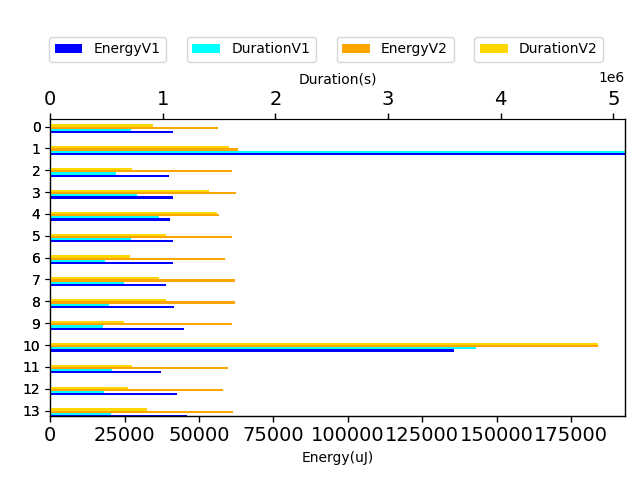 EnergyV1 DurationV1 EnergyV2 DurationV2
Duration(s)
1e6
0 1 2 3 4 5
0
1
2
3
4
5
6
7
8
9
10
11
12
13
0 25000 50000 75000 100000 125000 150000 175000
Energy(uJ)